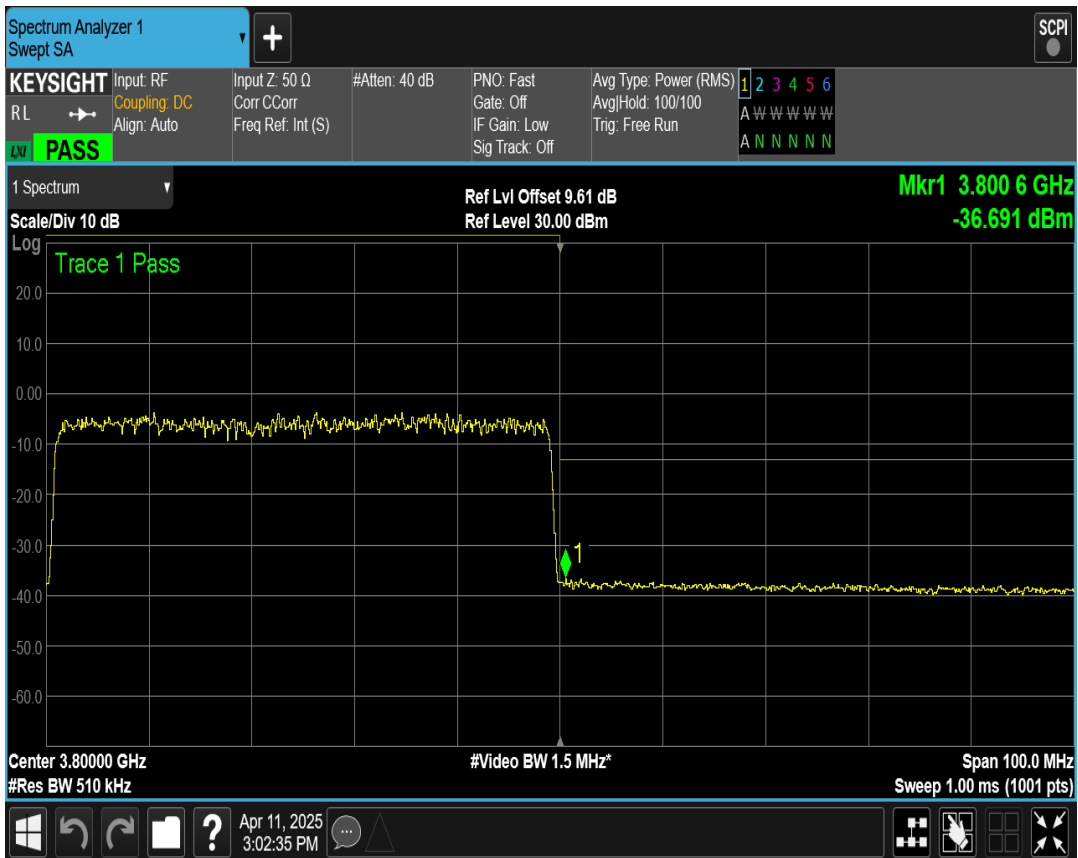 Spectrum Analyzer 1
Swept SA
+
SCPI
KEYSIGHT
RL
LXI PASS
Input: RF
Coupling: DC
Align: Auto
Input Z: 50 Ω
Corr CCorr
Freq Ref: Int (S)
#Atten: 40 dB
PNO: Fast
Gate: Off
IF Gain: Low
Sig Track: Off
Avg Type: Power (RMS)
Avg|Hold: 100/100
Trig: Free Run
1 2 3 4 5 6
A W W W W W
A N N N N N
1 Spectrum
Scale/Div 10 dB
Ref Lvl Offset 9.61 dB
Ref Level 30.00 dBm
Mkr1 3.800 6 GHz
-36.691 dBm
Log
Trace 1 Pass
20.0
10.0
0.00
-10.0
-20.0
-30.0
1
-40.0
-50.0
-60.0
Center 3.80000 GHz
#Res BW 510 kHz
#Video BW 1.5 MHz*
Span 100.0 MHz
Sweep 1.00 ms (1001 pts)
?
Apr 11, 2025
3:02:35 PM